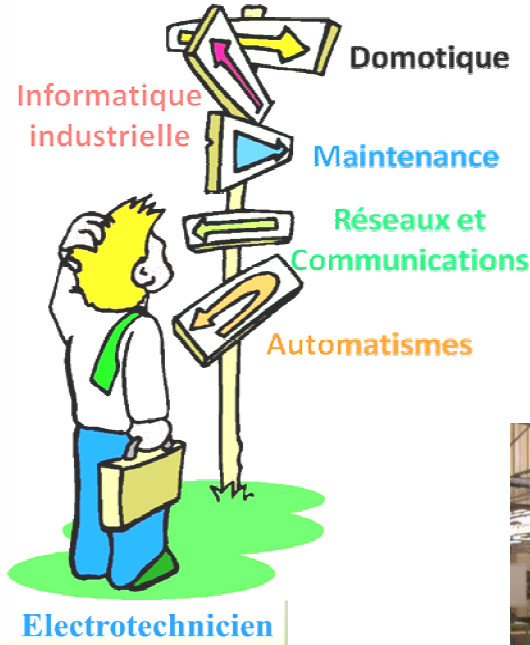 Domotique
Informatique
industrielle
Maintenance
Réseaux et
Communications
Automatismes
Electrotechnicien